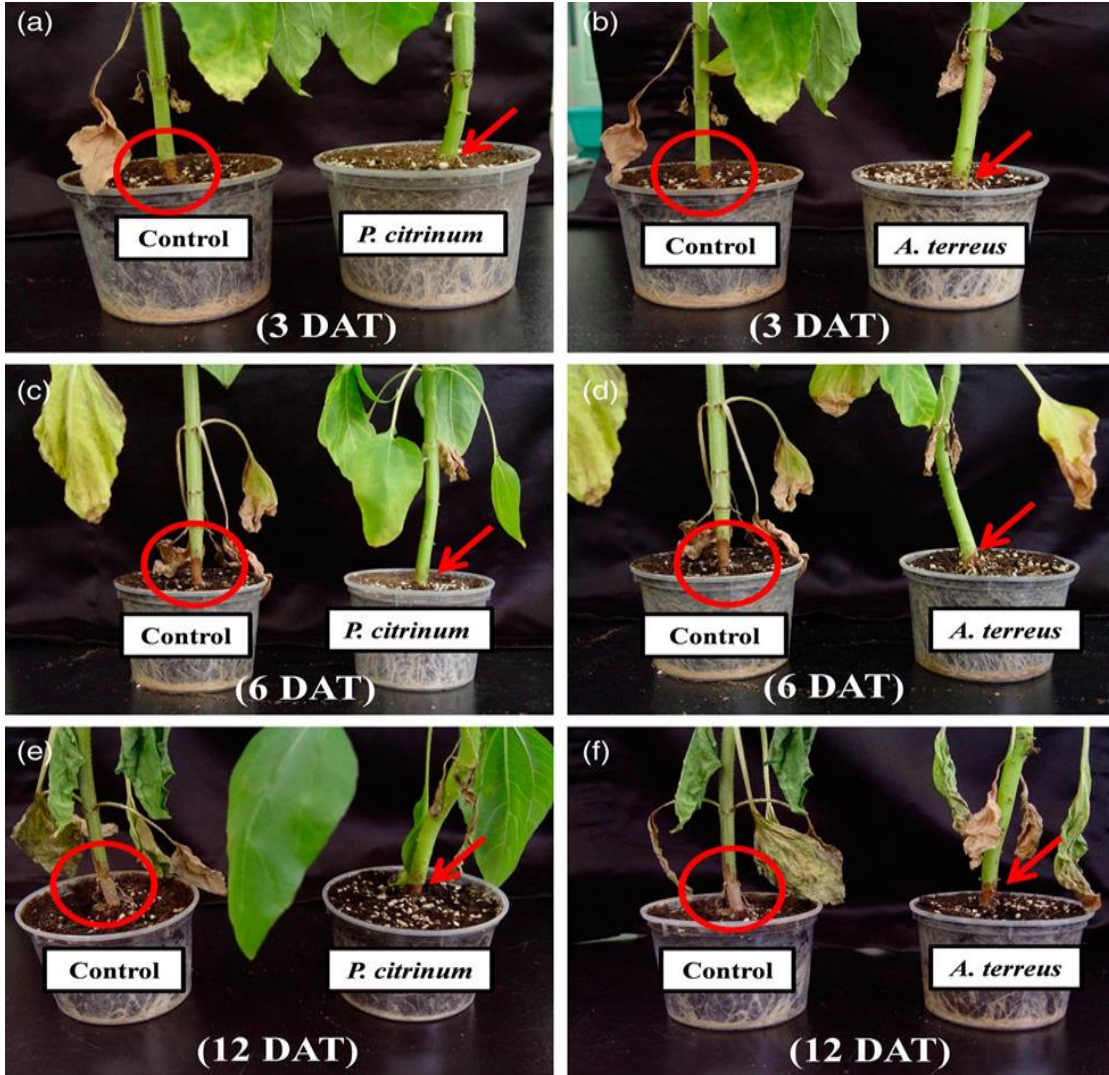 (a)
Control
P. citrinum
(3 DAT)
(b)
Control
A. terreus
(3 DAT)
(c)
Control
P. citrinum
(6 DAT)
(d)
Control
A. terreus
(6 DAT)
(e)
Control
P. citrinum
(12 DAT)
(f)
Control
A. terreus
(12 DAT)